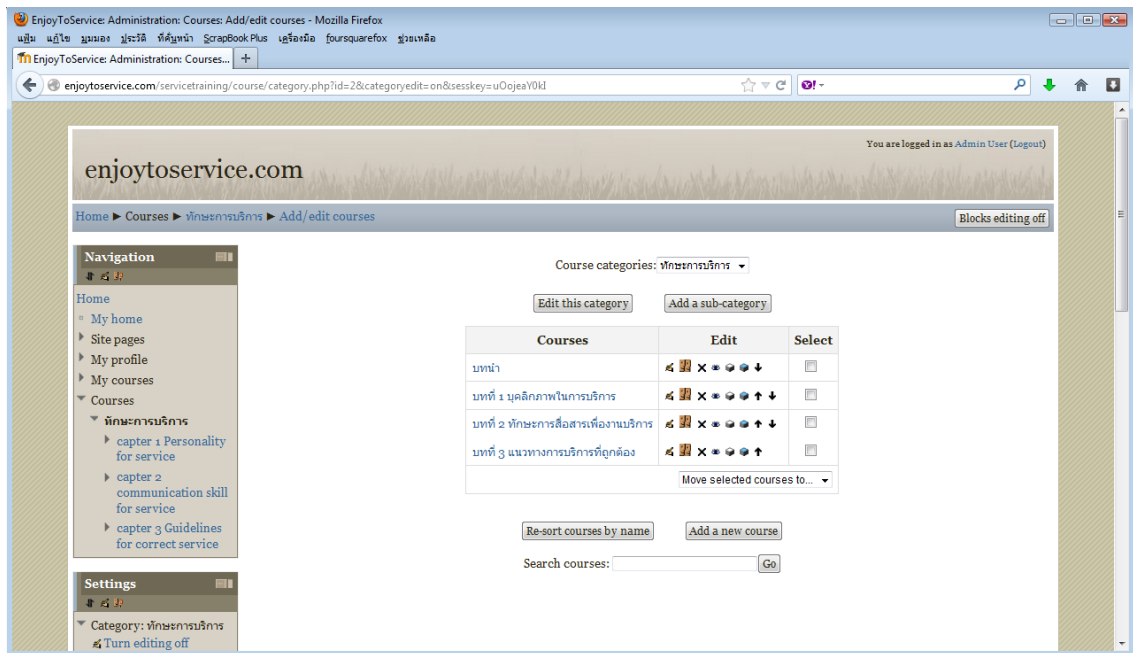 EnjoyToService: Administration: Courses: Add/edit courses - Mozilla Firefox
แฟ้ม แก้ไข มุมมอง ประวัติ ที่คั่นหน้า ScrapBook Plus เครื่องมือ foursquarefox ช่วยเหลือ
EnjoyToService: Administration: Courses... +
enjoytoservice.com/servicetraining/course/category.php?id=2&categoryedit=on&sesskey=uOojeaY0kI
You are logged in as Admin User (Logout)
enjoytoservice.com
Home ► Courses ► ทักษะการบริการ ► Add/edit courses
Blocks editing off
Navigation
Home
My home
Site pages
My profile
My courses
Courses
ทักษะการบริการ
capter 1 Personality
for service
capter 2
communication skill
for service
capter 3 Guidelines
for correct service
Settings
Category: ทักษะการบริการ
Turn editing off
Course categories: ทักษะการบริการ
Edit this category Add a sub-category
Courses Edit Select
บทนำ
บทที่ 1 บุคลิกภาพในการบริการ
บทที่ 2 ทักษะการสื่อสารเพื่องานบริการ
บทที่ 3 แนวทางการบริการที่ถูกต้อง
Move selected courses to...
Re-sort courses by name Add a new course
Search courses: Go